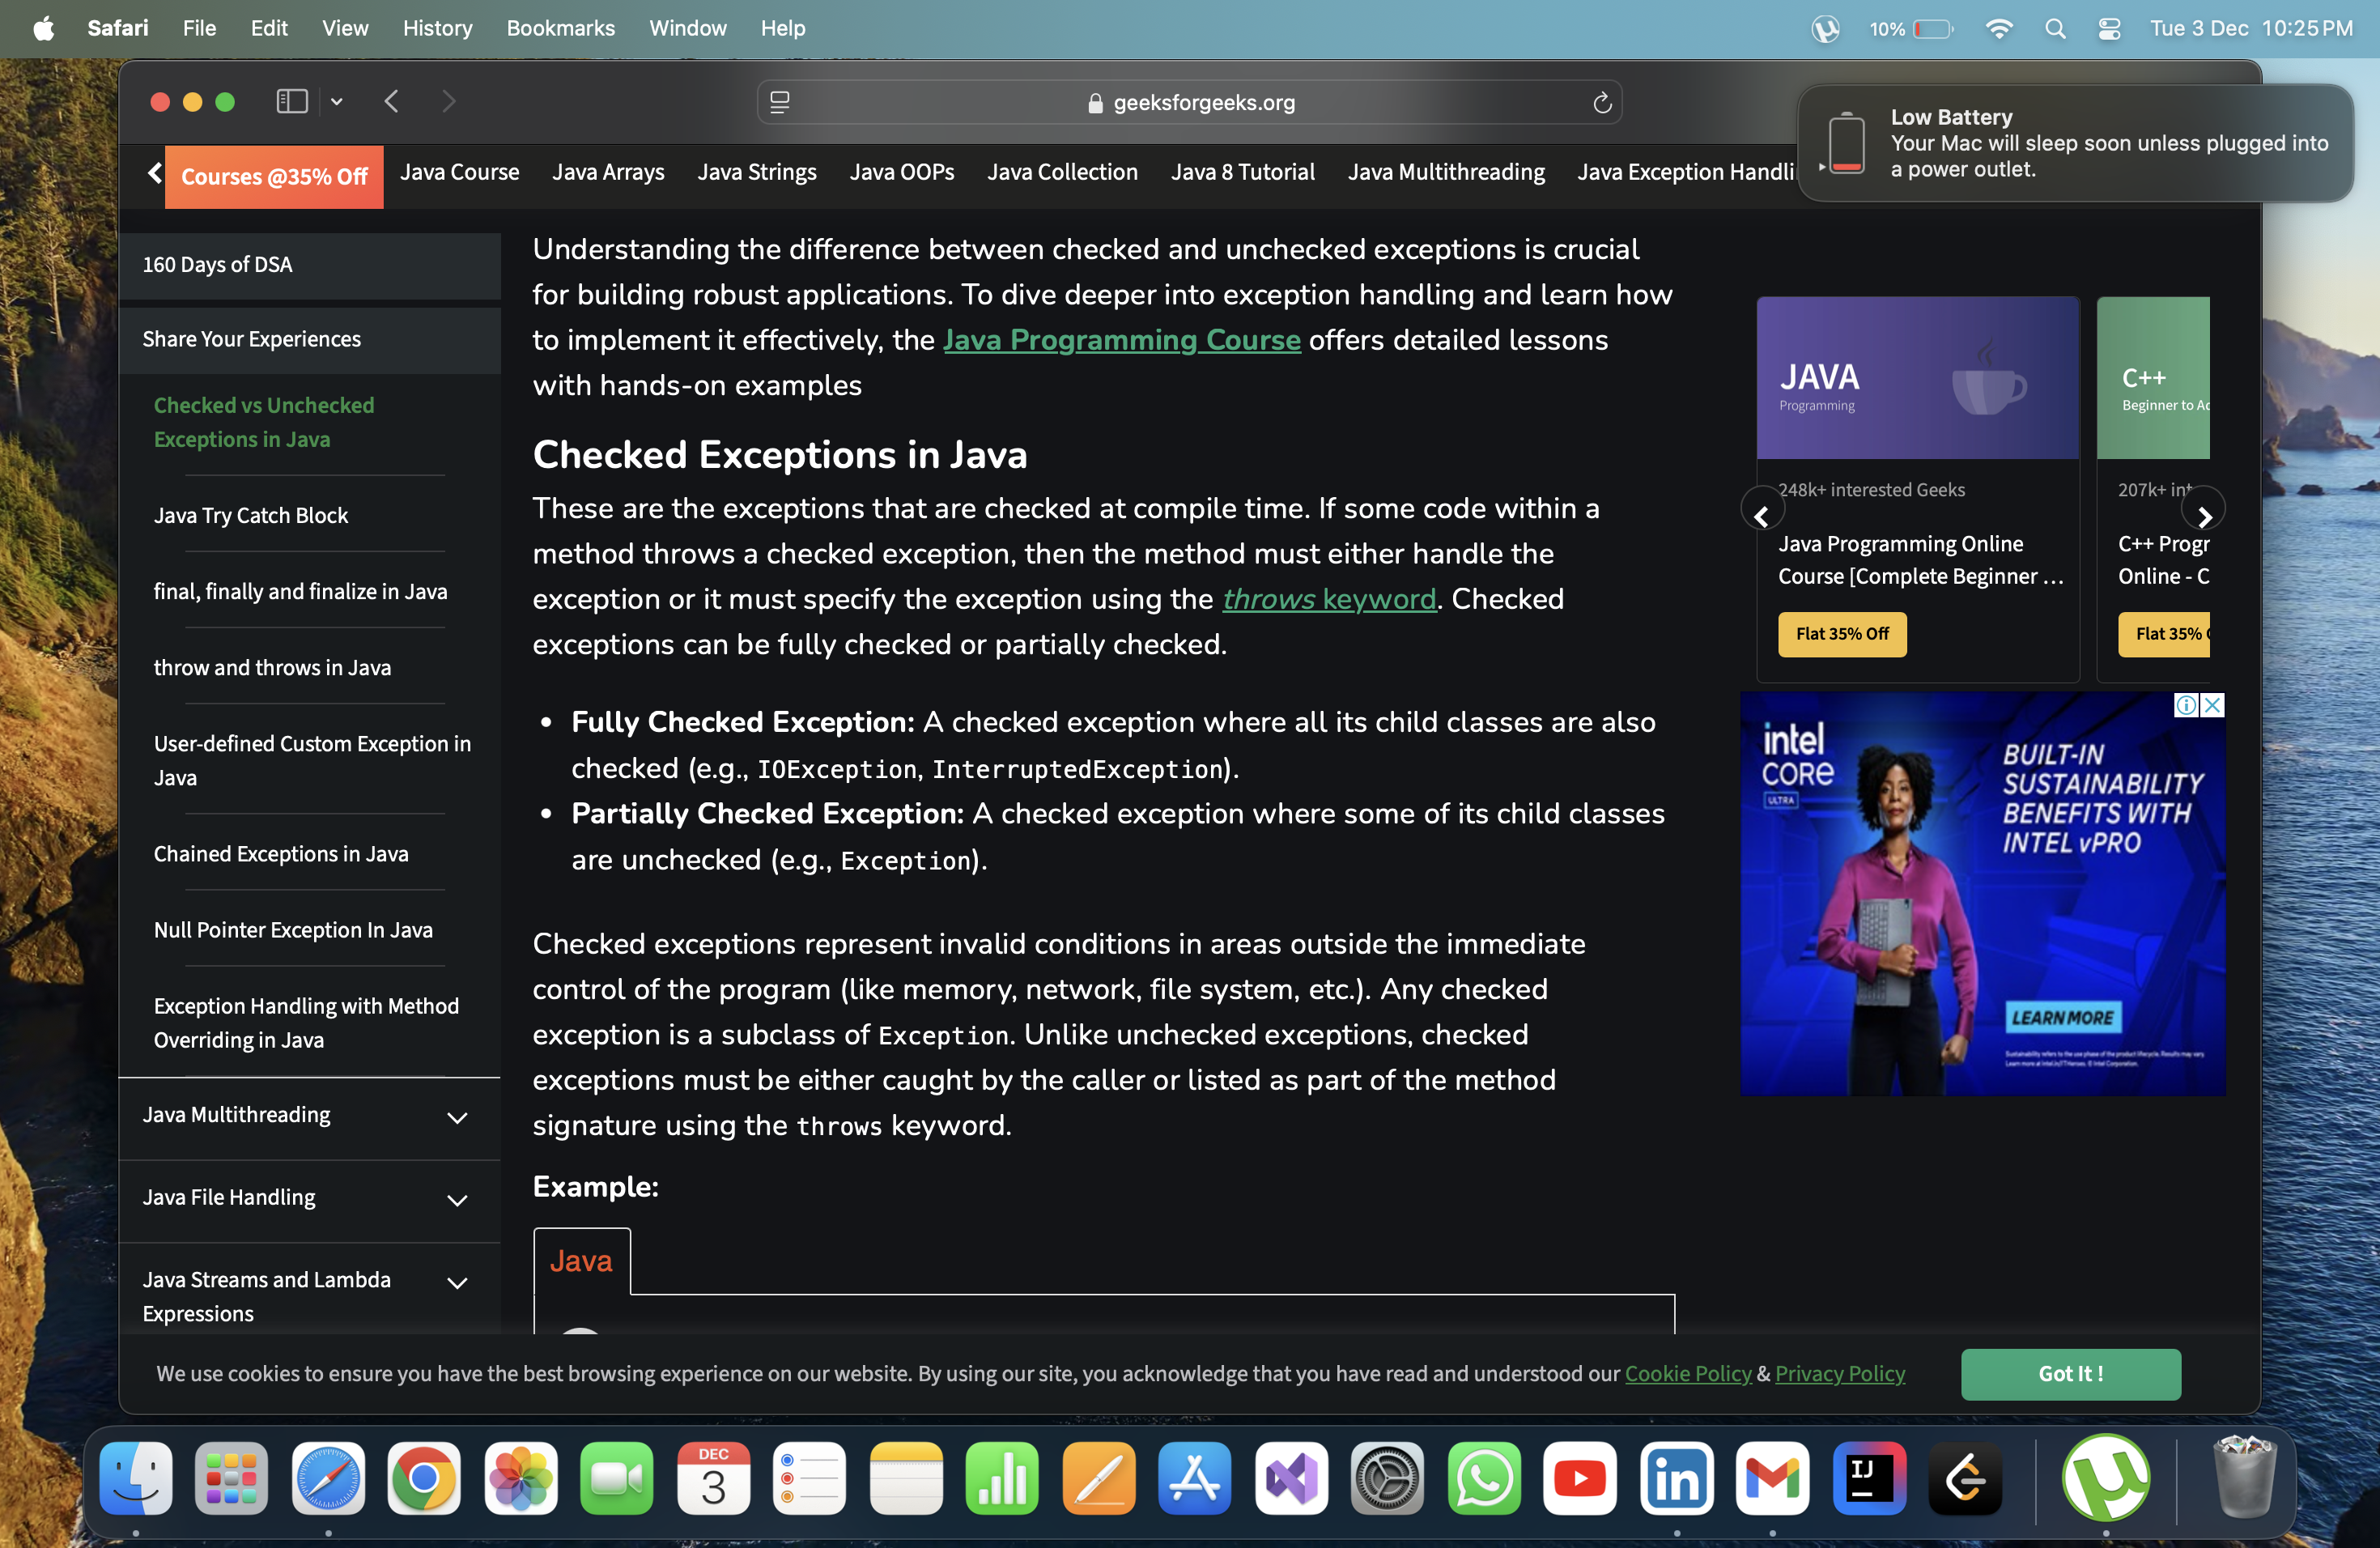 Safari File Edit View History Bookmarks Window Help
10%
Tue 3 Dec 10:25 PM
geeksforgeeks.org
Low Battery
Your Mac will sleep soon unless plugged into
a power outlet.
Courses @35% Off
Java Course
Java Arrays
Java Strings
Java OOPs
Java Collection
Java 8 Tutorial
Java Multithreading
Java Exception Handli
160 Days of DSA
Share Your Experiences
Checked vs Unchecked
Exceptions in Java
Java Try Catch Block
final, finally and finalize in Java
throw and throws in Java
User-defined Custom Exception in
Java
Chained Exceptions in Java
Null Pointer Exception In Java
Exception Handling with Method
Overriding in Java
Java Multithreading
Java File Handling
Java Streams and Lambda
Expressions
Understanding the difference between checked and unchecked exceptions is crucial
for building robust applications. To dive deeper into exception handling and learn how
to implement it effectively, the Java Programming Course offers detailed lessons
with hands-on examples
Checked Exceptions in Java
These are the exceptions that are checked at compile time. If some code within a
method throws a checked exception, then the method must either handle the
exception or it must specify the exception using the throws keyword. Checked
exceptions can be fully checked or partially checked.
• Fully Checked Exception: A checked exception where all its child classes are also
checked (e.g., IOException, InterruptedException).
• Partially Checked Exception: A checked exception where some of its child classes
are unchecked (e.g., Exception).
Checked exceptions represent invalid conditions in areas outside the immediate
control of the program (like memory, network, file system, etc.). Any checked
exception is a subclass of Exception. Unlike unchecked exceptions, checked
exceptions must be either caught by the caller or listed as part of the method
signature using the throws keyword.
Example:
Java
JAVA
Programming
248k+ interested Geeks
Java Programming Online
Course [Complete Beginner ...
Flat 35% Off
C++
Beginner to Ad
207k+ int
C++ Progr
Online - C
Flat 35%
intel
CORE
ULTRA
BUILT-IN
SUSTAINABILITY
BENEFITS WITH
INTEL vPRO
LEARN MORE
Sustainability refers to the use phase of the product lifecycle. Results may vary.
We use cookies to ensure you have the best browsing experience on our website. By using our site, you acknowledge that you have read and understood our Cookie Policy & Privacy Policy
Got It !
DEC
3
IJ
in